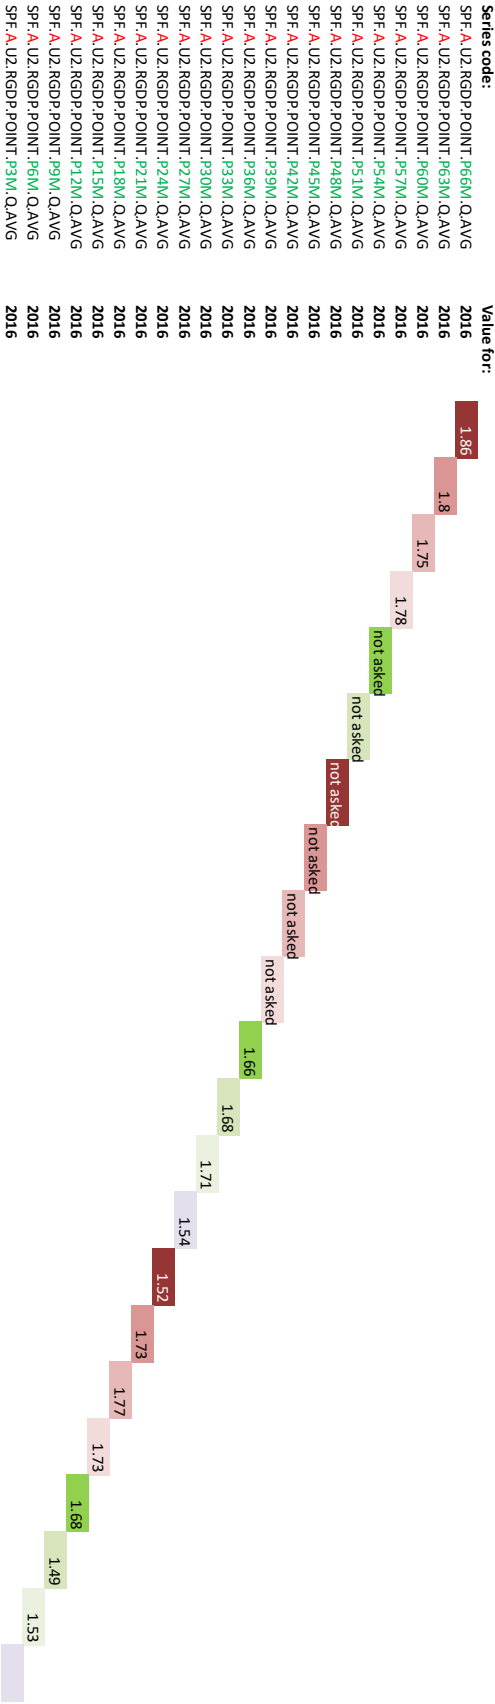 Series code: Value for:
SPF.A.U2.RGDP.POINT.P66M.Q.AVG 2016 1.86
SPF.A.U2.RGDP.POINT.P63M.Q.AVG 2016 1.8
SPF.A.U2.RGDP.POINT.P60M.Q.AVG 2016 1.75
SPF.A.U2.RGDP.POINT.P57M.Q.AVG 2016 1.78
SPF.A.U2.RGDP.POINT.P54M.Q.AVG 2016 not asked
SPF.A.U2.RGDP.POINT.P51M.Q.AVG 2016 not asked
SPF.A.U2.RGDP.POINT.P48M.Q.AVG 2016 not asked
SPF.A.U2.RGDP.POINT.P45M.Q.AVG 2016 not asked
SPF.A.U2.RGDP.POINT.P42M.Q.AVG 2016 not asked
SPF.A.U2.RGDP.POINT.P39M.Q.AVG 2016 not asked
SPF.A.U2.RGDP.POINT.P36M.Q.AVG 2016 1.66
SPF.A.U2.RGDP.POINT.P33M.Q.AVG 2016 1.68
SPF.A.U2.RGDP.POINT.P30M.Q.AVG 2016 1.71
SPF.A.U2.RGDP.POINT.P27M.Q.AVG 2016 1.54
SPF.A.U2.RGDP.POINT.P24M.Q.AVG 2016 1.52
SPF.A.U2.RGDP.POINT.P21M.Q.AVG 2016 1.73
SPF.A.U2.RGDP.POINT.P18M.Q.AVG 2016 1.77
SPF.A.U2.RGDP.POINT.P15M.Q.AVG 2016 1.73
SPF.A.U2.RGDP.POINT.P12M.Q.AVG 2016 1.68
SPF.A.U2.RGDP.POINT.P9M.Q.AVG 2016 1.49
SPF.A.U2.RGDP.POINT.P6M.Q.AVG 2016 1.53
SPF.A.U2.RGDP.POINT.P3M.Q.AVG 2016